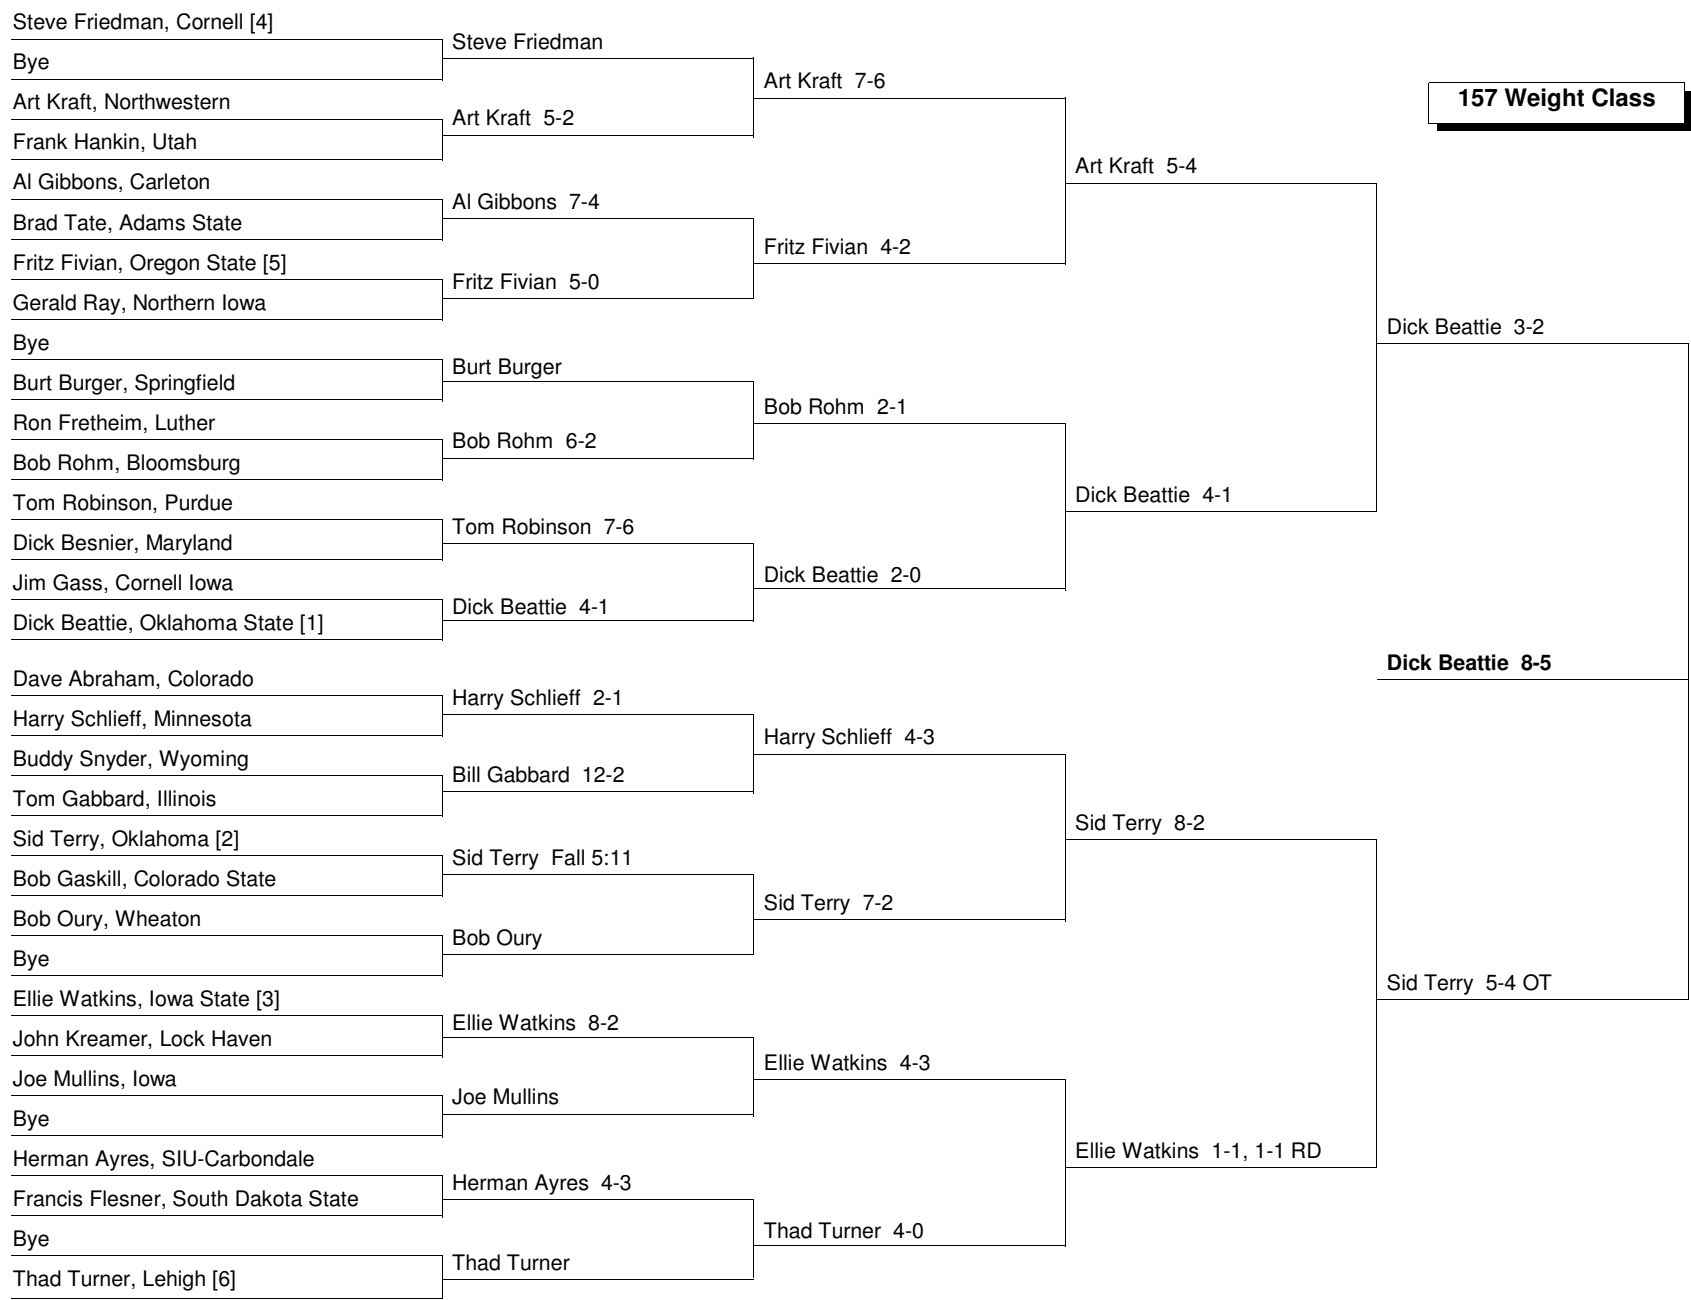 157 Weight Class
Steve Friedman, Cornell [4]
Bye
Art Kraft, Northwestern
Frank Hankin, Utah
Al Gibbons, Carleton
Brad Tate, Adams State
Fritz Fivian, Oregon State [5]
Gerald Ray, Northern Iowa
Bye
Burt Burger, Springfield
Ron Fretheim, Luther
Bob Rohm, Bloomsburg
Tom Robinson, Purdue
Dick Besnier, Maryland
Jim Gass, Cornell Iowa
Dick Beattie, Oklahoma State [1]
Dave Abraham, Colorado
Harry Schlieff, Minnesota
Buddy Snyder, Wyoming
Tom Gabbard, Illinois
Sid Terry, Oklahoma [2]
Bob Gaskill, Colorado State
Bob Oury, Wheaton
Bye
Ellie Watkins, Iowa State [3]
John Kreamer, Lock Haven
Joe Mullins, Iowa
Bye
Herman Ayres, SIU-Carbondale
Francis Flesner, South Dakota State
Bye
Thad Turner, Lehigh [6]
Steve Friedman
Art Kraft 5-2
Al Gibbons 7-4
Fritz Fivian 5-0
Burt Burger
Bob Rohm 6-2
Tom Robinson 7-6
Dick Beattie 4-1
Harry Schlieff 2-1
Bill Gabbard 12-2
Sid Terry Fall 5:11
Bob Oury
Ellie Watkins 8-2
Joe Mullins
Herman Ayres 4-3
Thad Turner
Art Kraft 7-6
Fritz Fivian 4-2
Bob Rohm 2-1
Dick Beattie 2-0
Harry Schlieff 4-3
Sid Terry 7-2
Ellie Watkins 4-3
Thad Turner 4-0
Art Kraft 5-4
Dick Beattie 4-1
Sid Terry 8-2
Ellie Watkins 1-1, 1-1 RD
Dick Beattie 3-2
Sid Terry 5-4 OT
Dick Beattie 8-5